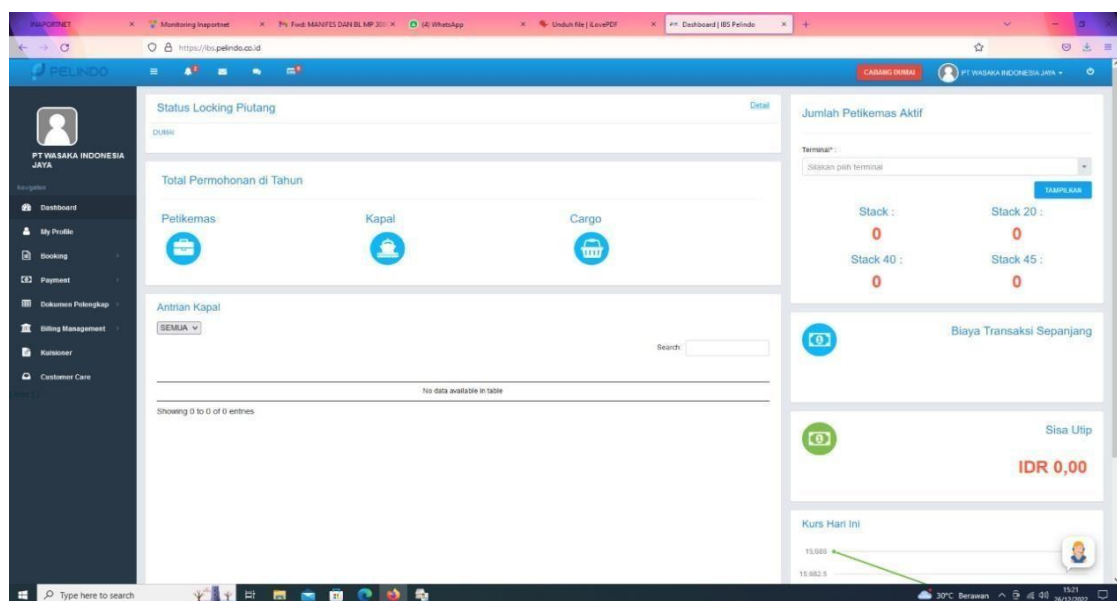 INAPORTNET
Monitoring Inaportnet
Fwd: MANIFES DAN BL MP
(4) WhatsApp
Unduh file | iLovePDF
Dashboard | IBS Pelindo
https://ibs.pelindo.co.id
PELINDO
CABANG DUMAI
PT WASAKA INDONESIA JAYA
PT WASAKA INDONESIA
JAYA
Navigation
Dashboard
My Profile
Booking
Payment
Dokumen Pelengkap
Billing Management
Kuisioner
Customer Care
Status Locking Piutang
Detail
DUMAI
Total Permohonan di Tahun
Petikemas
Kapal
Cargo
Antrian Kapal
SEMUA
Search:
No data available in table
Showing 0 to 0 of 0 entries
Jumlah Petikemas Aktif
Terminal* :
Silakan pilih terminal
TAMPILKAN
Stack :
Stack 20 :
0
0
Stack 40 :
Stack 45 :
0
0
Biaya Transaksi Sepanjang
Sisa Utip
IDR 0,00
Kurs Hari Ini
15,685
15,682.5
Type here to search
30°C Berawan
15:21
26/12/2022